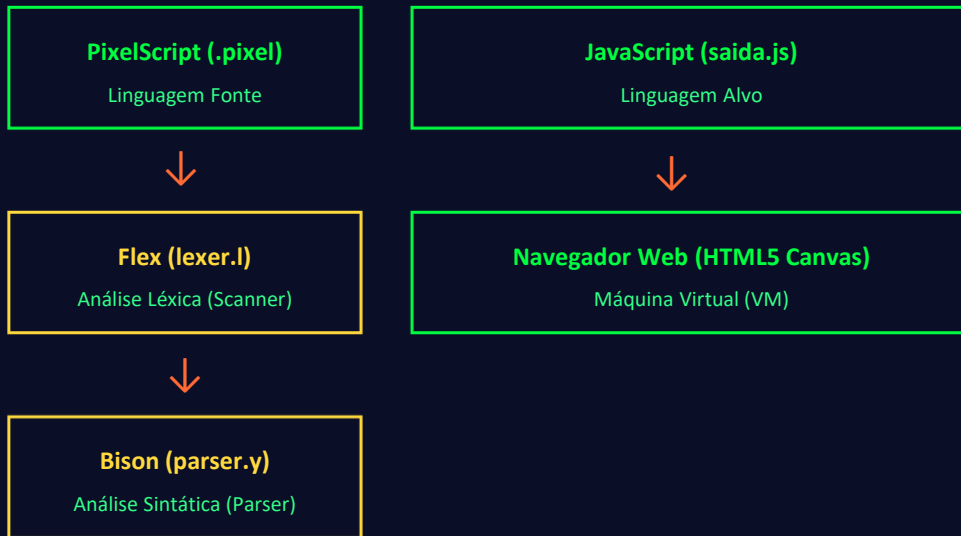 PixelScript (.pixel)
Linguagem Fonte
Flex (lexer.l)
Análise Léxica (Scanner)
Bison (parser.y)
Análise Sintática (Parser)
JavaScript (saida.js)
Linguagem Alvo
Navegador Web (HTML5 Canvas)
Máquina Virtual (VM)